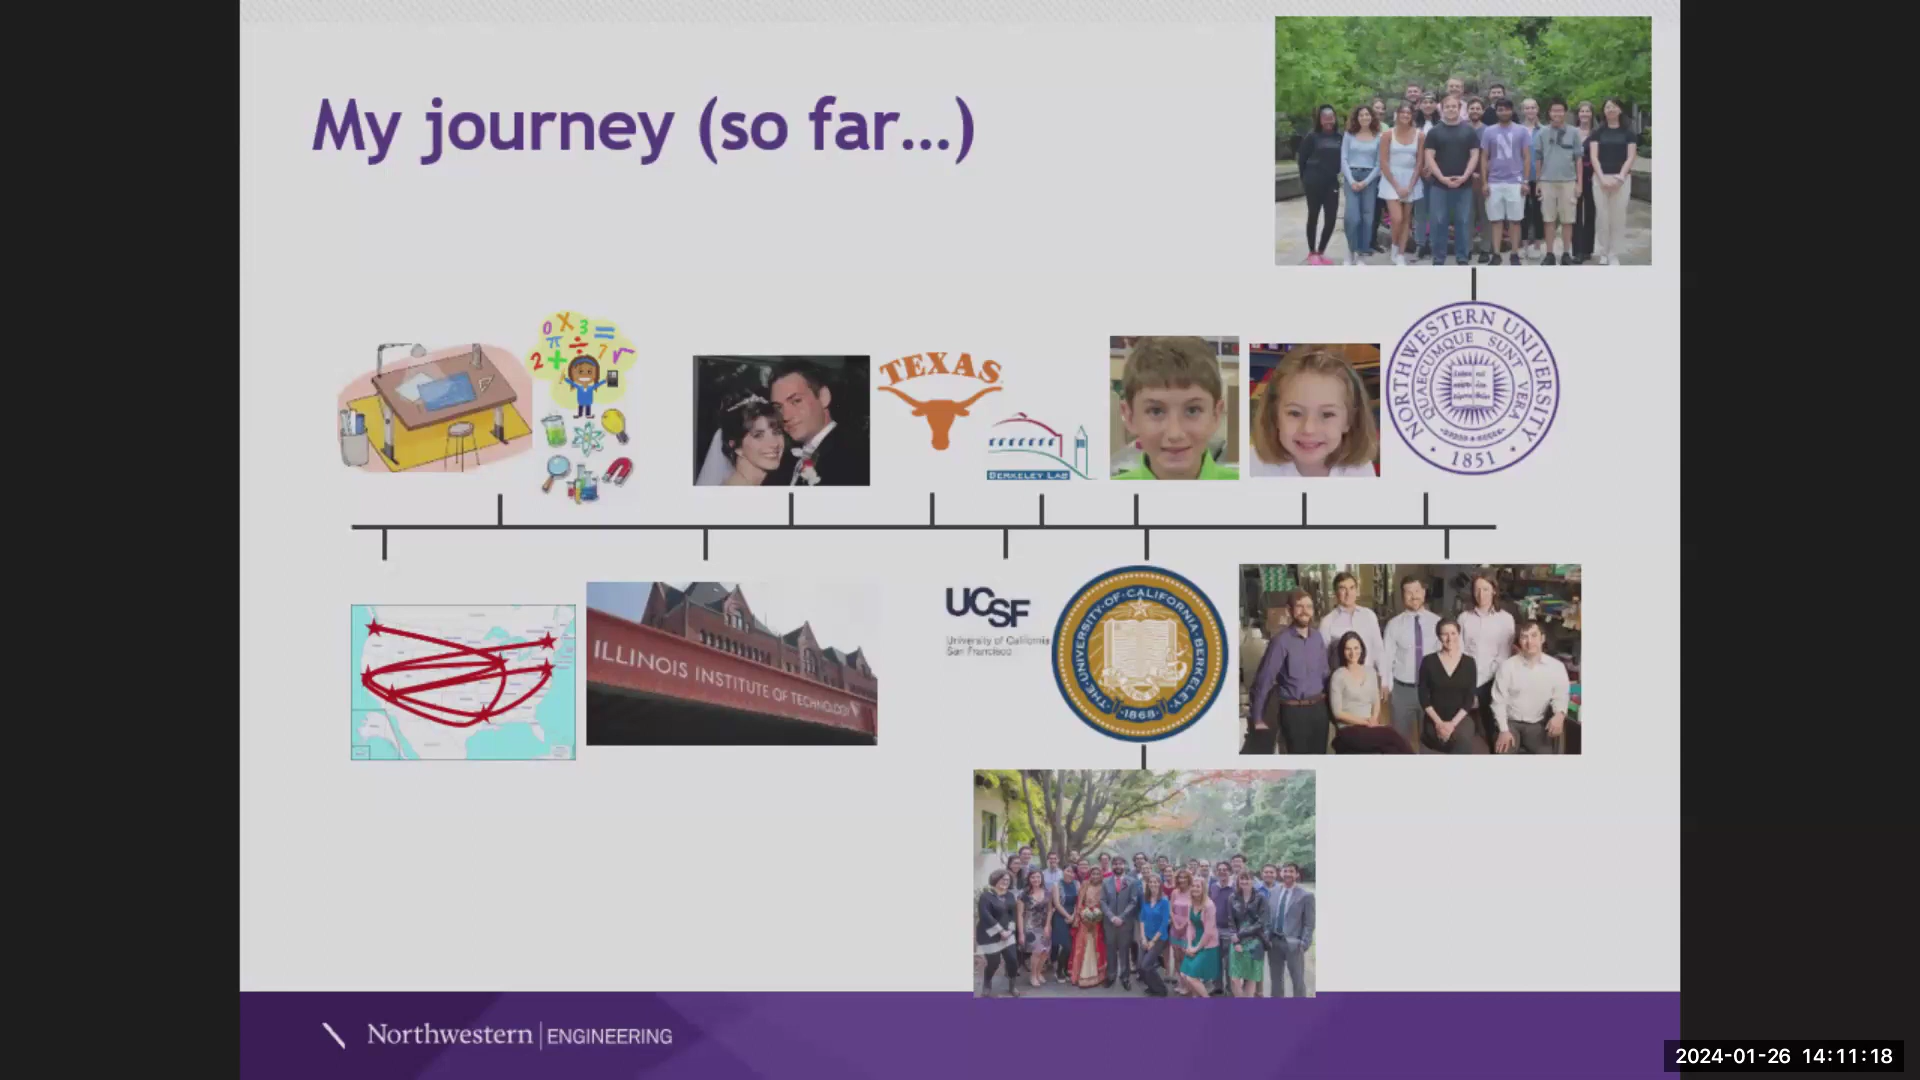 My journey (so far...)
TEXAS
BERKELEY LAB
NORTHWESTERN UNIVERSITY
QUAECUMQUE SUNT VERA
1851
ILLINOIS INSTITUTE OF TECHNOLOGY
UCSF
University of California
San Francisco
THE·UNIVERSITY·OF·CALIFORNIA·BERKELEY
·1868·
Northwestern | ENGINEERING
2024-01-26 14:11:18